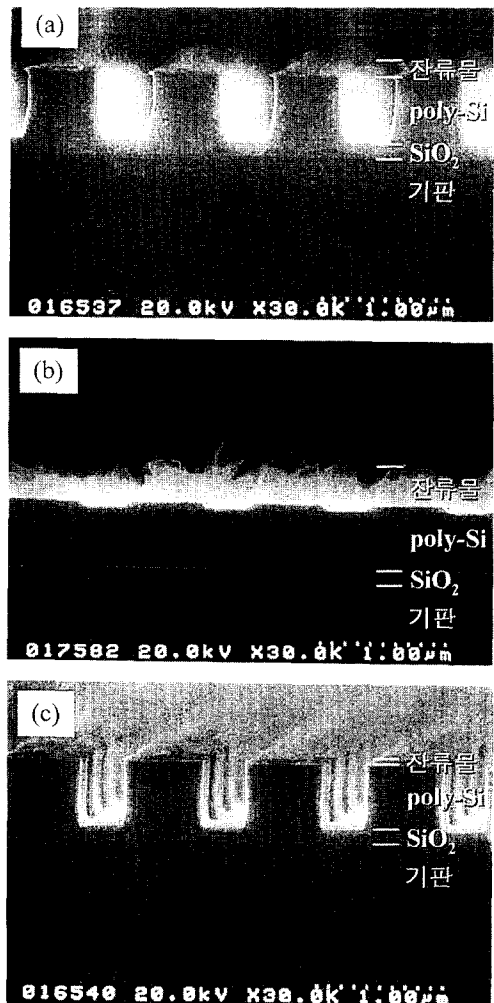 (a)
잔류물
poly-Si
SiO₂
기판
016537 20.0kV X30.0K 1.00μm
(b)
잔류물
poly-Si
SiO₂
기판
017582 20.0kV X30.0K 1.00μm
(c)
잔류물
poly-Si
SiO₂
기판
016540 20.0kV X30.0K 1.00μm